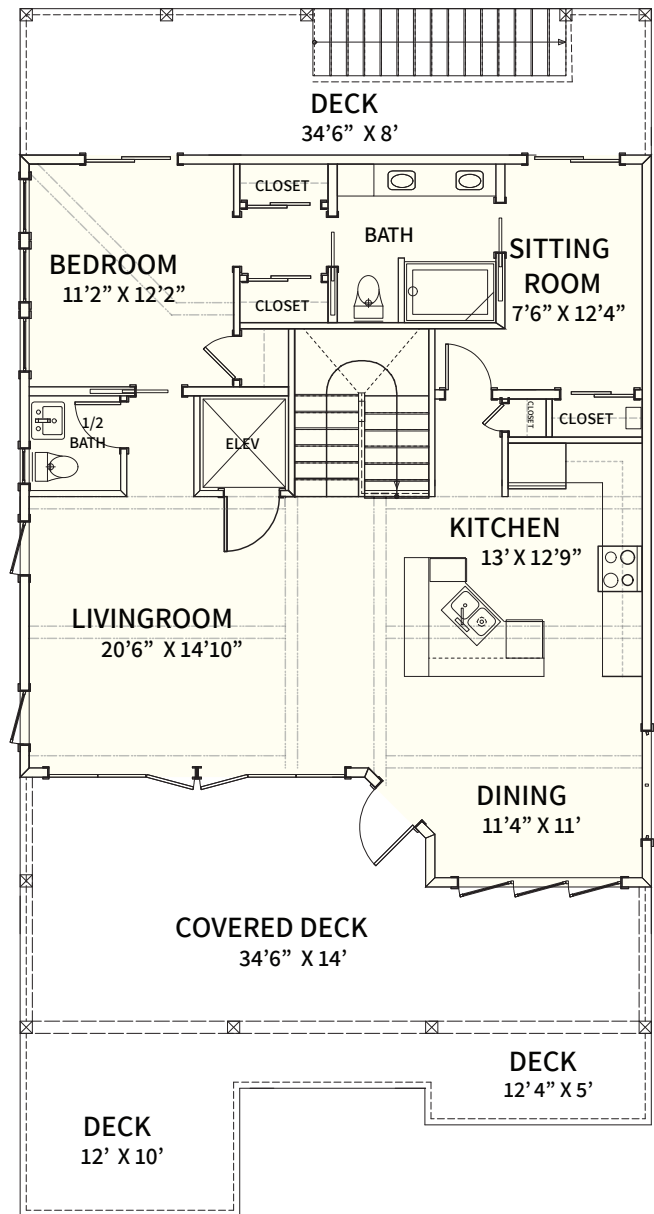 DECK
34’6” X 8’
CLOSET
BATH
BEDROOM
11’2” X 12’2”
SITTING
ROOM
7’6” X 12’4”
CLOSET
CLOSET
CLOSET
1/2
BATH
ELEV
KITCHEN
13’ X 12’9”
LIVINGROOM
20’6” X 14’10”
DINING
11’4” X 11’
COVERED DECK
34’6” X 14’
DECK
12’4” X 5’
DECK
12’ X 10’